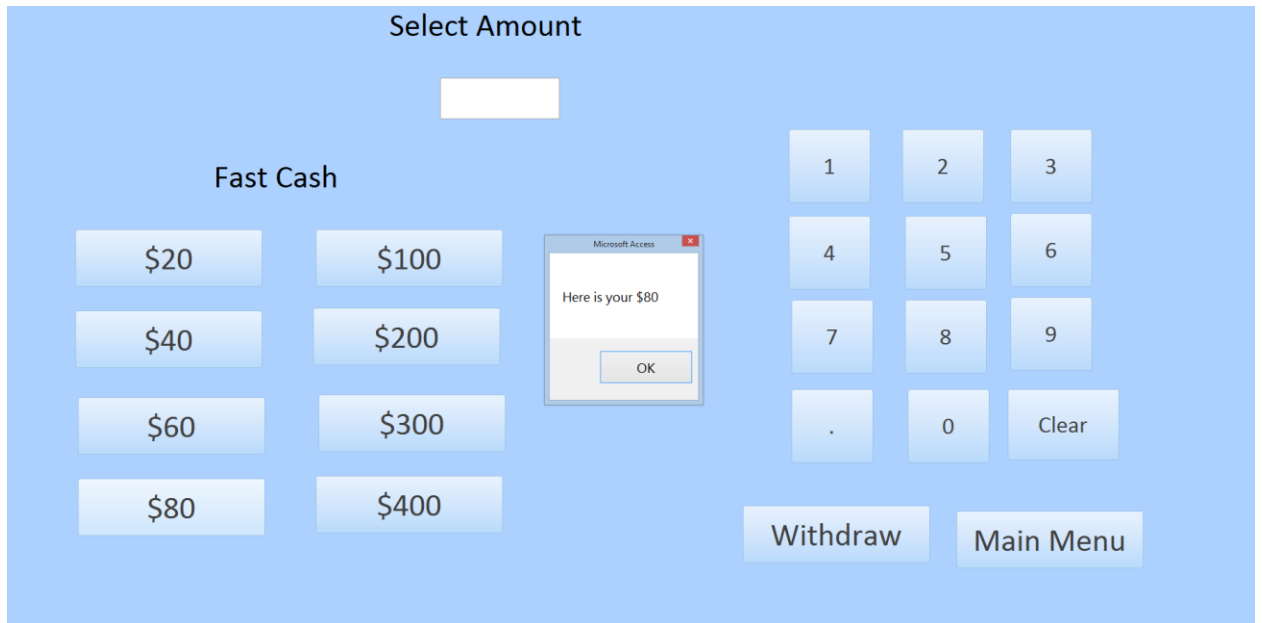 Select Amount
Fast Cash
$20
$100
$40
$200
$60
$300
$80
$400
Microsoft Access
Here is your $80
OK
1
2
3
4
5
6
7
8
9
.
0
Clear
Withdraw
Main Menu